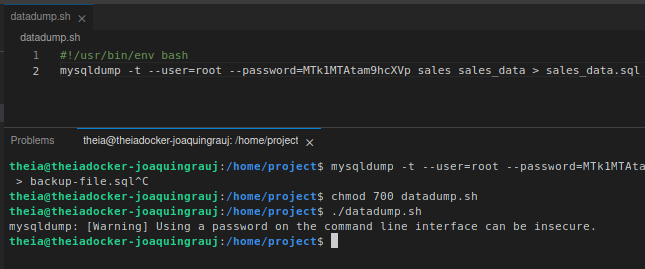 datadump.sh ×
datadump.sh
1 #!/usr/bin/env bash
2 mysqldump -t --user=root --password=MTk1MTAtam9hcXVp sales sales_data > sales_data.sql
Problems theia@theiadocker-joaquingrauj: /home/project ×
theia@theiadocker-joaquingrauj:/home/project$ mysqldump -t --user=root --password=MTk1MTAta
> backup-file.sql^C
theia@theiadocker-joaquingrauj:/home/project$ chmod 700 datadump.sh
theia@theiadocker-joaquingrauj:/home/project$ ./datadump.sh
mysqldump: [Warning] Using a password on the command line interface can be insecure.
theia@theiadocker-joaquingrauj:/home/project$